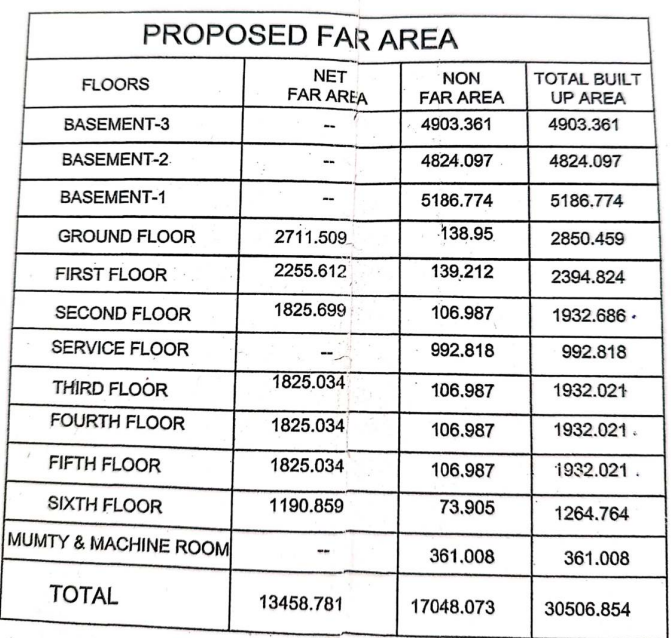 PROPOSED FAR AREA
FLOORS NET FAR AREA NON FAR AREA TOTAL BUILT UP AREA
BASEMENT-3 -- 4903.361 4903.361
BASEMENT-2 -- 4824.097 4824.097
BASEMENT-1 -- 5186.774 5186.774
GROUND FLOOR 2711.509 138.95 2850.459
FIRST FLOOR 2255.612 139.212 2394.824
SECOND FLOOR 1825.699 106.987 1932.686
SERVICE FLOOR -- 992.818 992.818
THIRD FLOOR 1825.034 106.987 1932.021
FOURTH FLOOR 1825.034 106.987 1932.021
FIFTH FLOOR 1825.034 106.987 1932.021
SIXTH FLOOR 1190.859 73.905 1264.764
MUMTY & MACHINE ROOM -- 361.008 361.008
TOTAL 13458.781 17048.073 30506.854